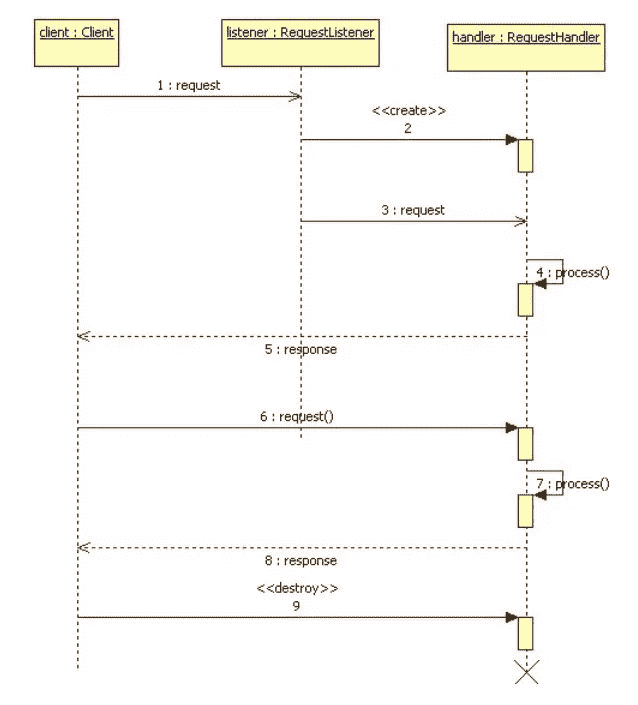 client : Client
listener : RequestListener
handler : RequestHandler
1 : request
<<create>>
2
3 : request
4 : process()
5 : response
6 : request()
7 : process()
8 : response
<<destroy>>
9